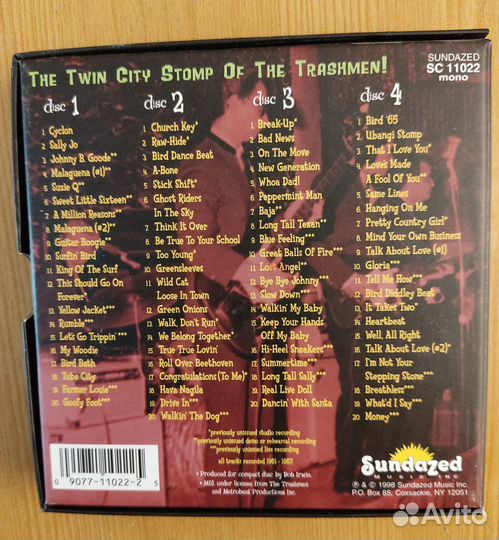 SUNDAZED
SC 11022
mono
THE TWIN CITY STOMP OF THE TRASHMEN!
disc 1
1 Cyclon
2 Sally Jo
3 Johnny B. Goode**
4 Malaguena (#1)**
5 Susie Q**
6 Sweet Little Sixteen**
7 A Million Reasons**
8 Malaguena (#2)**
9 Guitar Boogie**
10 Surfin' Bird
11 King Of The Surf
12 This Should Go On
Forever*
13 Yellow Jacket***
14 Rumble***
15 Let's Go Trippin'***
16 My Woodie
17 Bird Bath
18 Tube City
19 Farmer Louie***
20 Goofy Foot***
disc 2
1 Church Key*
2 Raw-Hide*
3 Bird Dance Beat
4 A-Bone
5 Stick Shift*
6 Ghost Riders
In The Sky
7 Think It Over
8 Be True To Your School
9 Too Young*
10 Greensleeves
11 Wild Cat
Loose In Town
12 Green Onions
13 Walk, Don't Run*
14 We Belong Together*
15 True True Lovin'
16 Roll Over Beethoven
17 Congratulations (To Me)*
18 Hava Nagila
19 Drive In***
20 Walkin' The Dog***
disc 3
1 Break-Up*
2 Bad News
3 On The Move
4 New Generation
5 Whoa Dad!
6 Peppermint Man
7 Baja**
8 Long Tall Texan**
9 Blue Feeling***
10 Great Balls Of Fire***
11 Lost Angel**
12 Bye Bye Johnny***
13 Slow Down***
14 Walkin' My Baby
15 Keep Your Hands
Off My Baby
16 Hi-Heel Sneakers***
17 Summertime***
18 Long Tall Sally***
19 Real Live Doll
20 Dancin' With Santa
disc 4
1 Bird '65
2 Ubangi Stomp
3 That I Love You*
4 Love's Made
A Fool Of You**
5 Same Lines
6 Hanging On Me
7 Pretty Country Girl*
8 Mind Your Own Business
9 Talk About Love (#1)
10 Gloria***
11 Tell Me How***
12 Bird Diddley Beat
13 It Takes Two*
14 Heartbeat
15 Well, All Right
16 Talk About Love (#2)*
17 I'm Not Your
Stepping Stone***
18 Breathless***
19 What'd I Say***
20 Money***
*previously unissued studio recording
**previously unissued demo or rehearsal recording
***previously unissued live recording
all tracks recorded 1961 - 1967
• Produced for compact disc by Bob Irwin
• Mfd under license from The Trashmen
and Metrobeat Productions Inc.
0 90771-11022-2 5
Sundazed
MUSIC INC.
℗ & © 1998 Sundazed Music Inc.
P.O. Box 85, Coxsackie, NY 12051
Avito